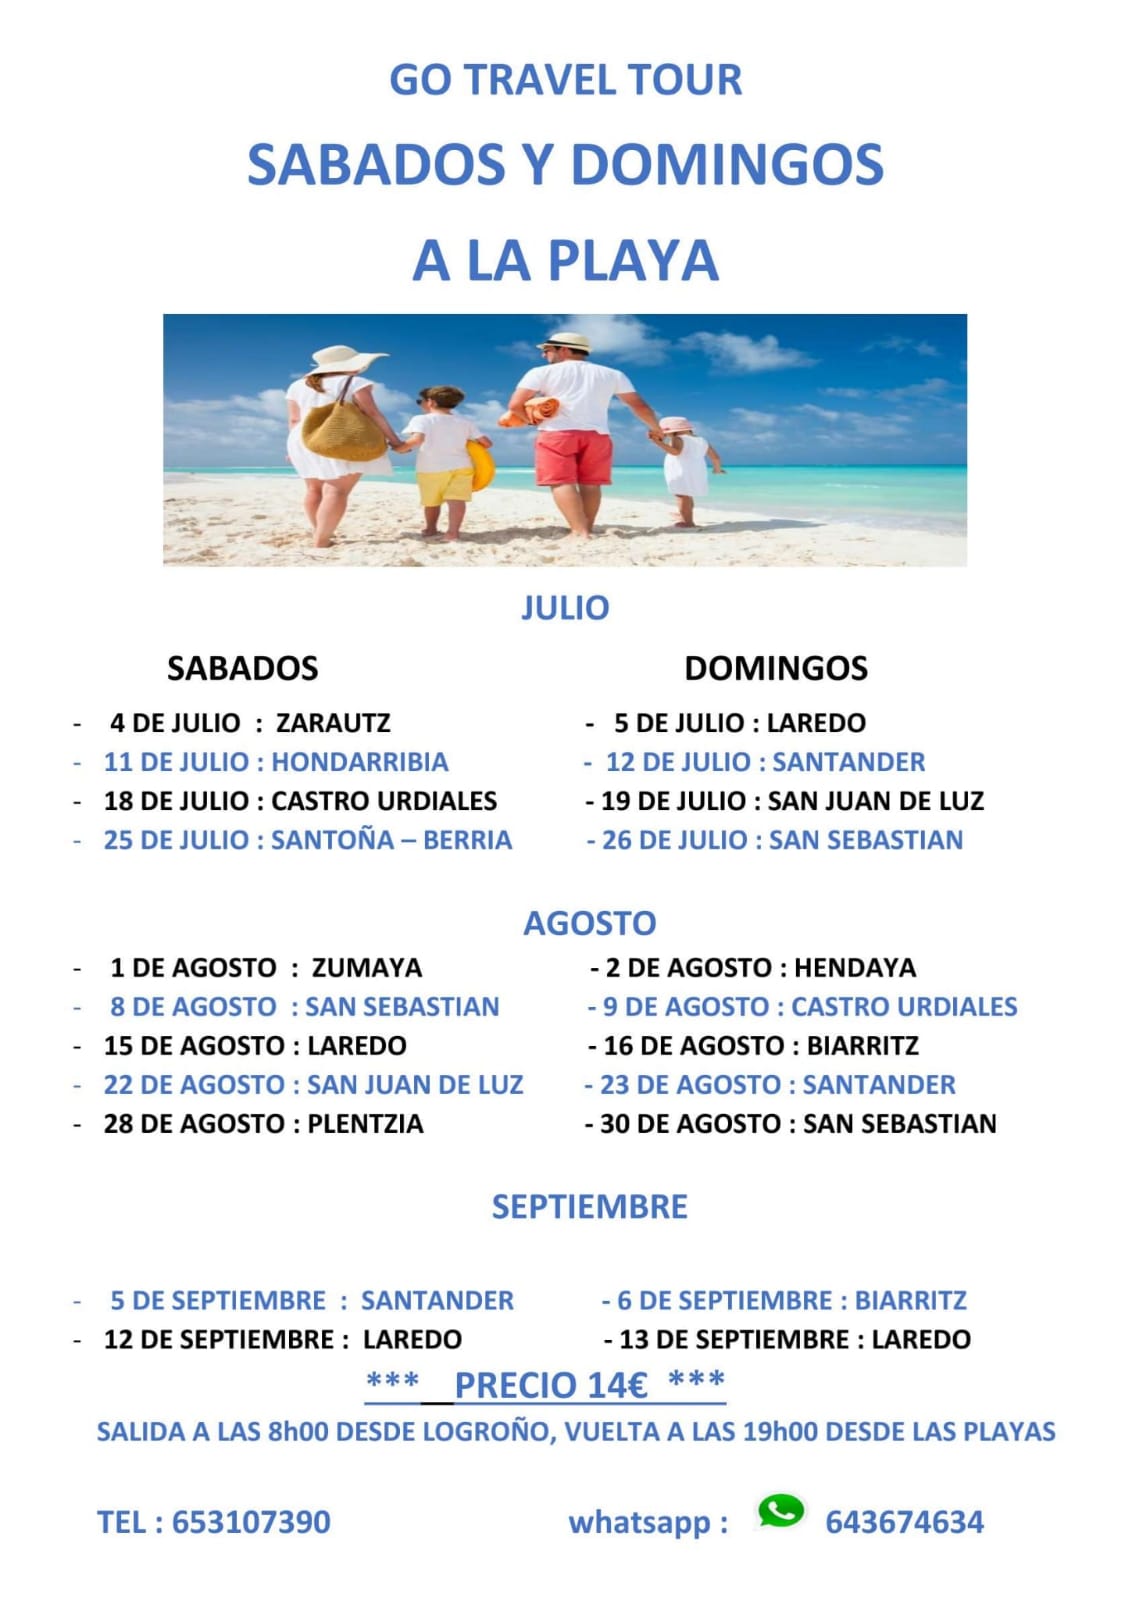 GO TRAVEL TOUR
SABADOS Y DOMINGOS
A LA PLAYA
JULIO
SABADOS DOMINGOS
- 4 DE JULIO : ZARAUTZ - 5 DE JULIO : LAREDO
- 11 DE JULIO : HONDARRIBIA - 12 DE JULIO : SANTANDER
- 18 DE JULIO : CASTRO URDIALES - 19 DE JULIO : SAN JUAN DE LUZ
- 25 DE JULIO : SANTOÑA – BERRIA - 26 DE JULIO : SAN SEBASTIAN
AGOSTO
- 1 DE AGOSTO : ZUMAYA - 2 DE AGOSTO : HENDAYA
- 8 DE AGOSTO : SAN SEBASTIAN - 9 DE AGOSTO : CASTRO URDIALES
- 15 DE AGOSTO : LAREDO - 16 DE AGOSTO : BIARRITZ
- 22 DE AGOSTO : SAN JUAN DE LUZ - 23 DE AGOSTO : SANTANDER
- 28 DE AGOSTO : PLENTZIA - 30 DE AGOSTO : SAN SEBASTIAN
SEPTIEMBRE
- 5 DE SEPTIEMBRE : SANTANDER - 6 DE SEPTIEMBRE : BIARRITZ
- 12 DE SEPTIEMBRE : LAREDO - 13 DE SEPTIEMBRE : LAREDO
*** PRECIO 14€ ***
SALIDA A LAS 8h00 DESDE LOGROÑO, VUELTA A LAS 19h00 DESDE LAS PLAYAS
TEL : 653107390 whatsapp : 643674634